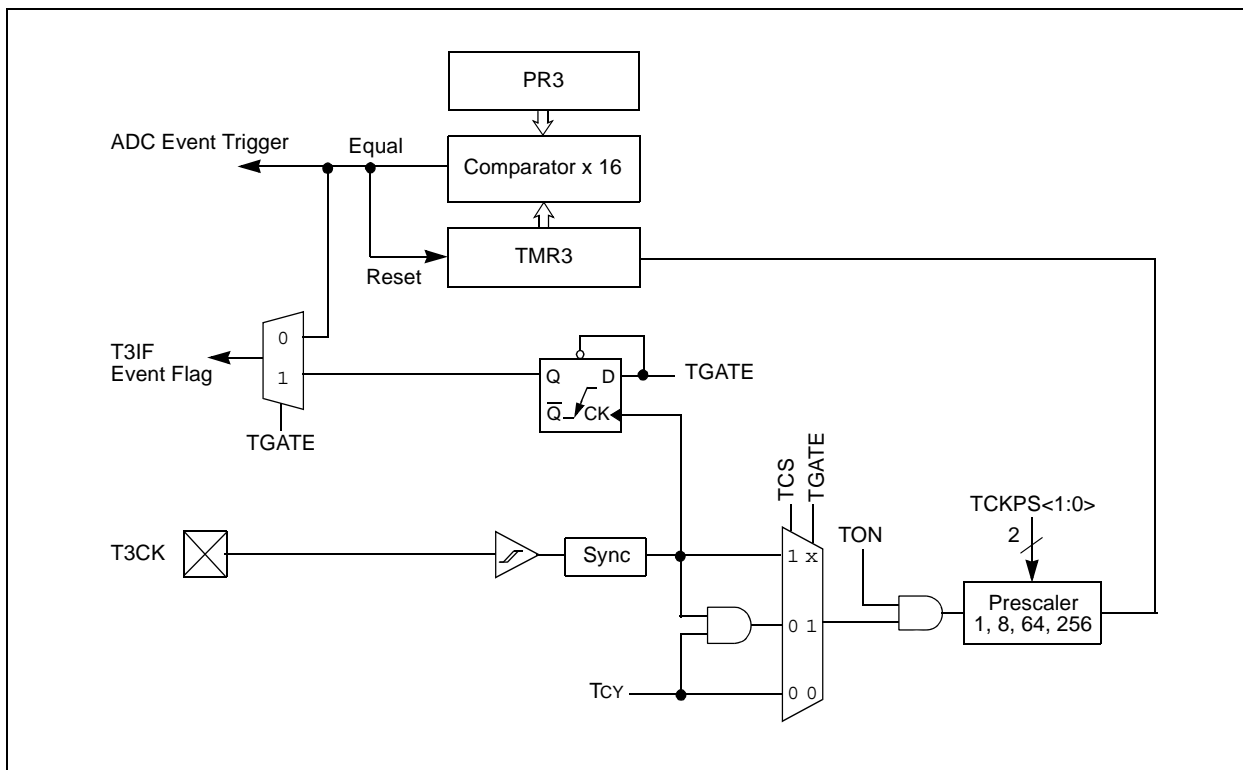 PR3
ADC Event Trigger
Equal
Comparator x 16
TMR3
Reset
0
T3IF
Event Flag
1
Q D
TGATE
Q CK
TGATE
TCS
TGATE
TCKPS<1:0>
2
TON
T3CK
Sync
1 x
Prescaler
1, 8, 64, 256
0 1
TCY
0 0